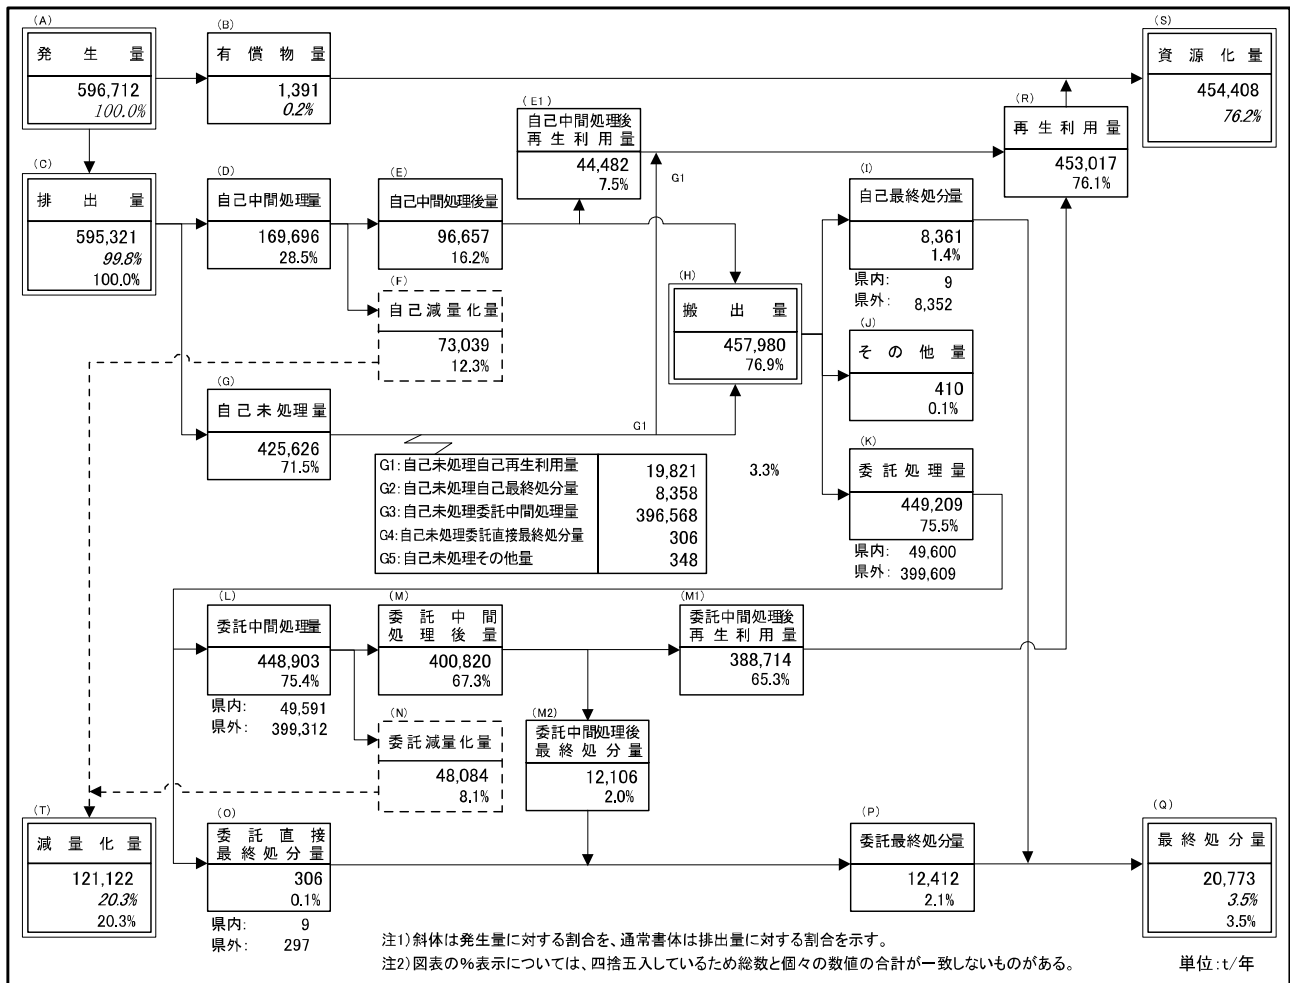 (A)
発生量
596,712
100.0%
(B)
有償物量
1,391
0.2%
(S)
資源化量
454,408
76.2%
(E1)
自己中間処理後
再生利用量
44,482
7.5%
(R)
再生利用量
453,017
76.1%
(C)
排出量
595,321
99.8%
100.0%
(D)
自己中間処理量
169,696
28.5%
(E)
自己中間処理後量
96,657
16.2%
G1
(I)
自己最終処分量
8,361
1.4%
県内: 9
県外: 8,352
(F)
自己減量化量
73,039
12.3%
(H)
搬出量
457,980
76.9%
(J)
その他量
410
0.1%
(G)
自己未処理量
425,626
71.5%
G1
G1:自己未処理自己再生利用量 19,821 3.3%
G2:自己未処理自己最終処分量 8,358
G3:自己未処理委託中間処理量 396,568
G4:自己未処理委託直接最終処分量 306
G5:自己未処理その他量 348
(K)
委託処理量
449,209
75.5%
県内: 49,600
県外: 399,609
(L)
委託中間処理量
448,903
75.4%
県内: 49,591
県外: 399,312
(M)
委託中間
処理後量
400,820
67.3%
(M1)
委託中間処理後
再生利用量
388,714
65.3%
(N)
委託減量化量
48,084
8.1%
(M2)
委託中間処理後
最終処分量
12,106
2.0%
(T)
減量化量
121,122
20.3%
20.3%
(O)
委託直接
最終処分量
306
0.1%
県内: 9
県外: 297
(P)
委託最終処分量
12,412
2.1%
(Q)
最終処分量
20,773
3.5%
3.5%
注1)斜体は発生量に対する割合を、通常書体は排出量に対する割合を示す。
注2)図表の%表示については、四捨五入しているため総数と個々の数値の合計が一致しないものがある。
単位:t/年